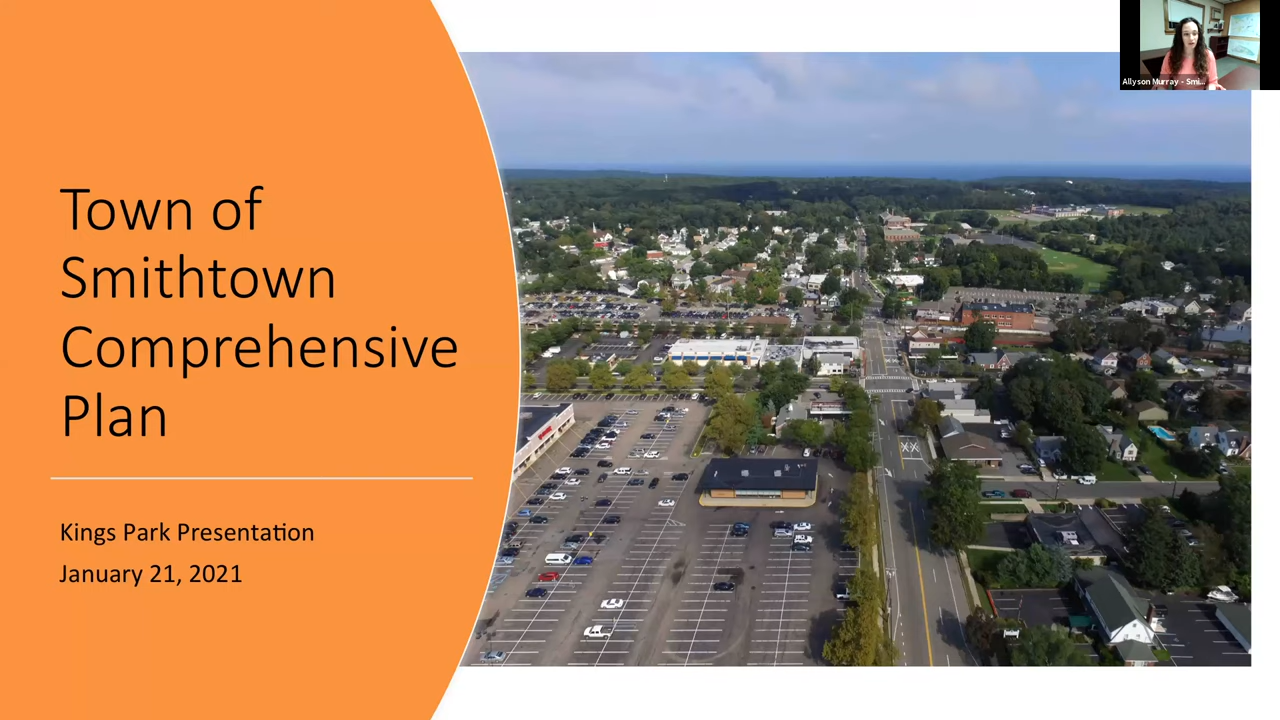 Allyson Murray - Smi...
Town of
Smithtown
Comprehensive
Plan
Kings Park Presentation
January 21, 2021